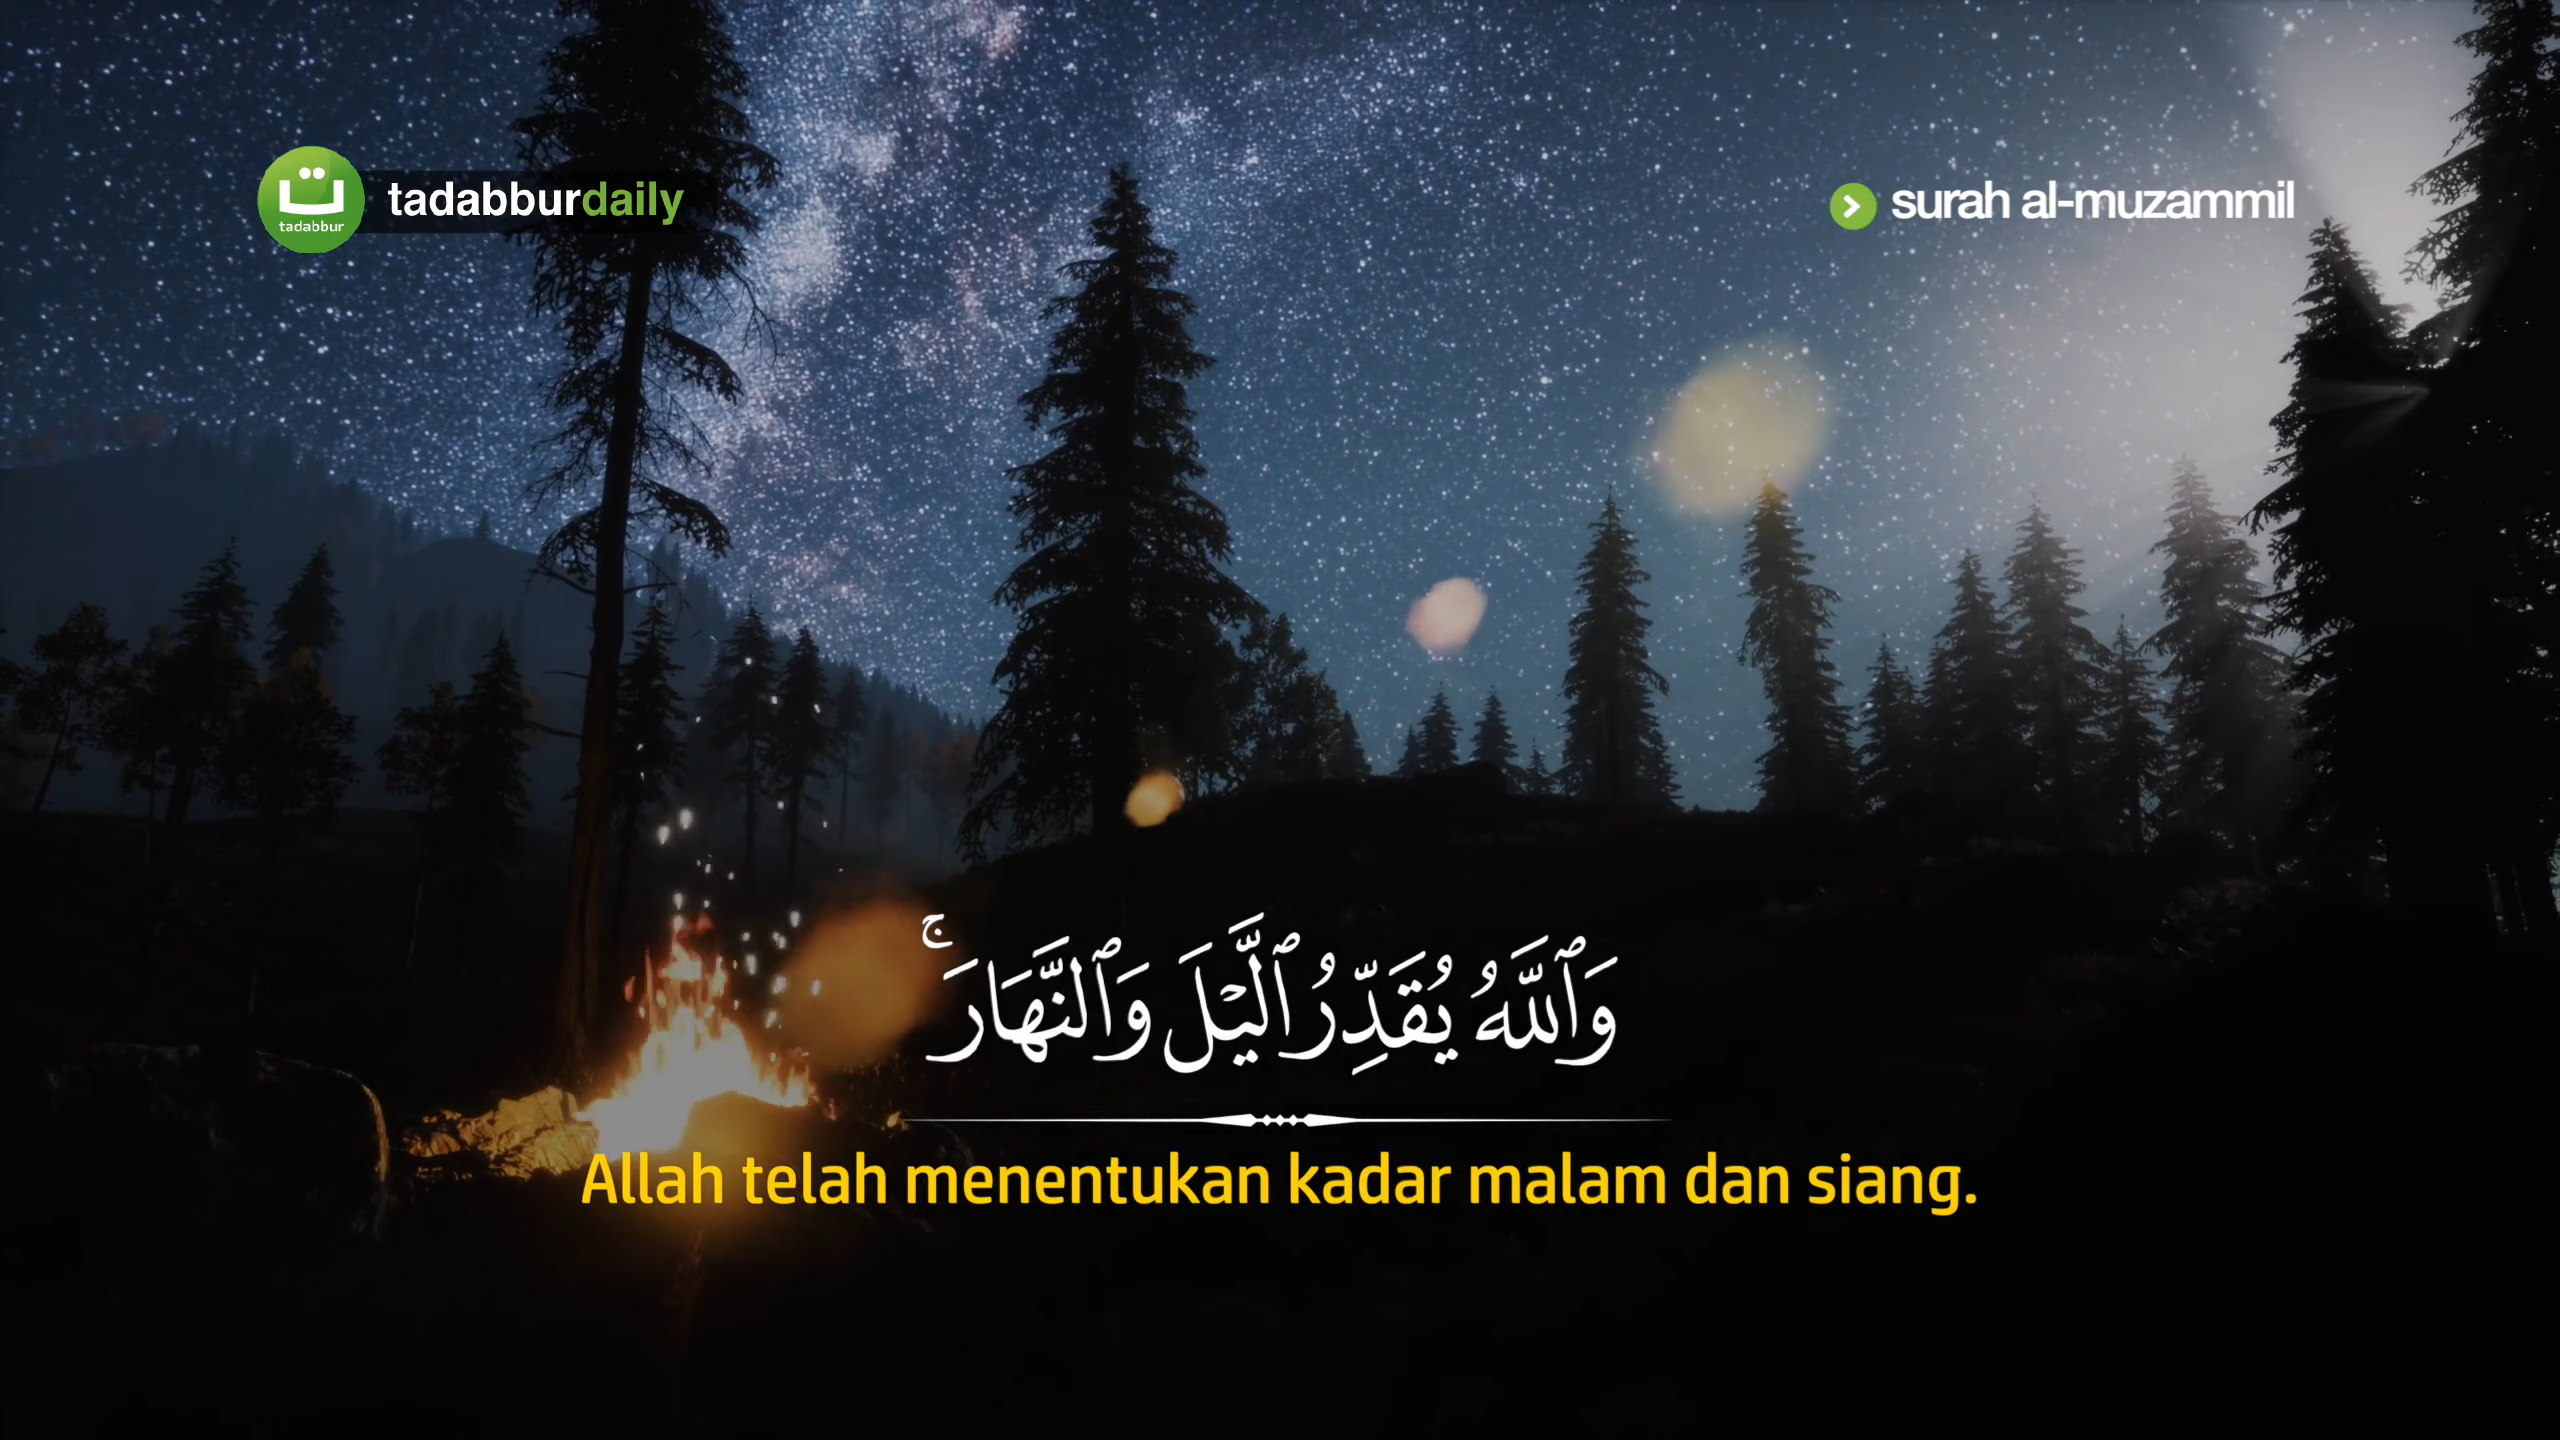 ت
tadabbur
tadabburdaily
surah al-muzammil
وَٱللَّهُ يُقَدِّرُ ٱلَّيْلَ وَٱلنَّهَارَ ۚ
Allah telah menentukan kadar malam dan siang.